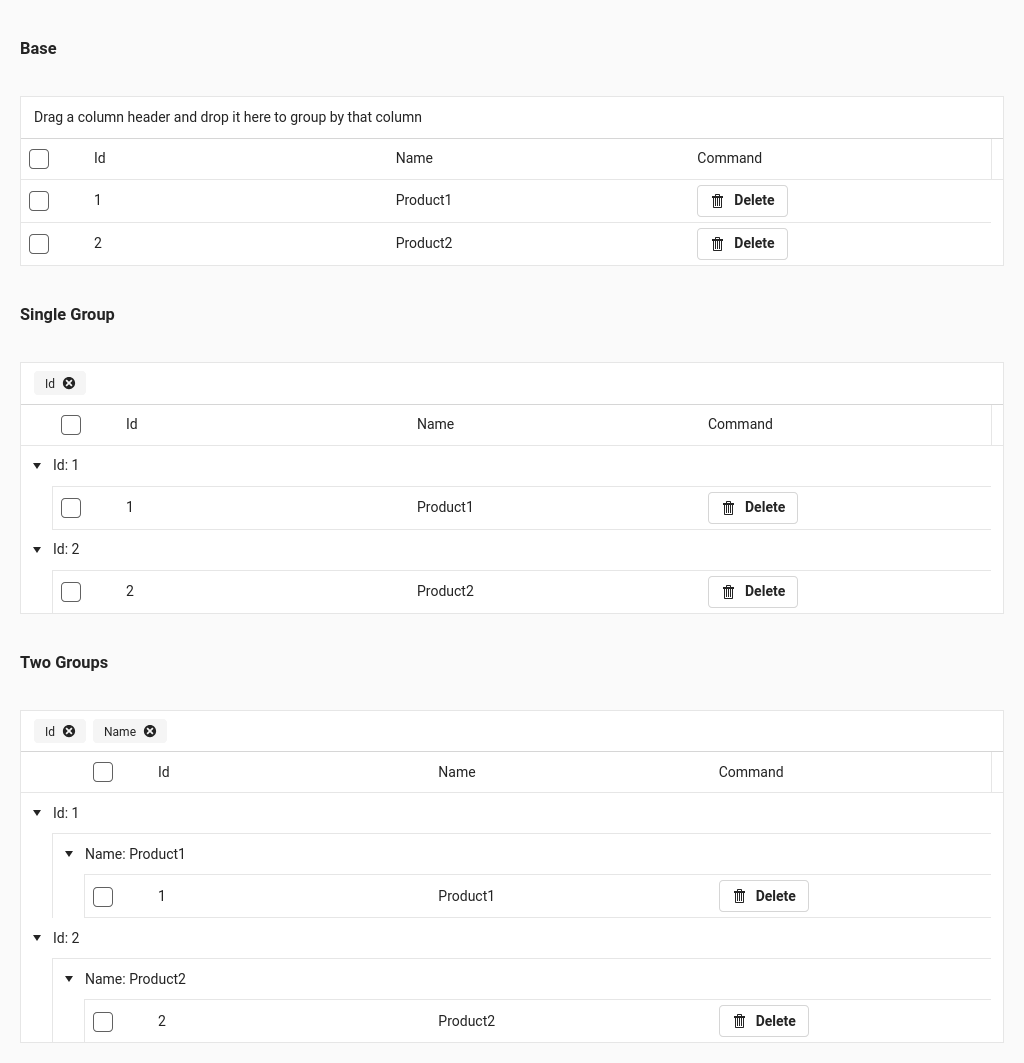 Base
Drag a column header and drop it here to group by that column
Id Name Command
1 Product1 Delete
2 Product2 Delete
Single Group
Id
Id Name Command
Id: 1
1 Product1 Delete
Id: 2
2 Product2 Delete
Two Groups
Id Name
Id Name Command
Id: 1
Name: Product1
1 Product1 Delete
Id: 2
Name: Product2
2 Product2 Delete